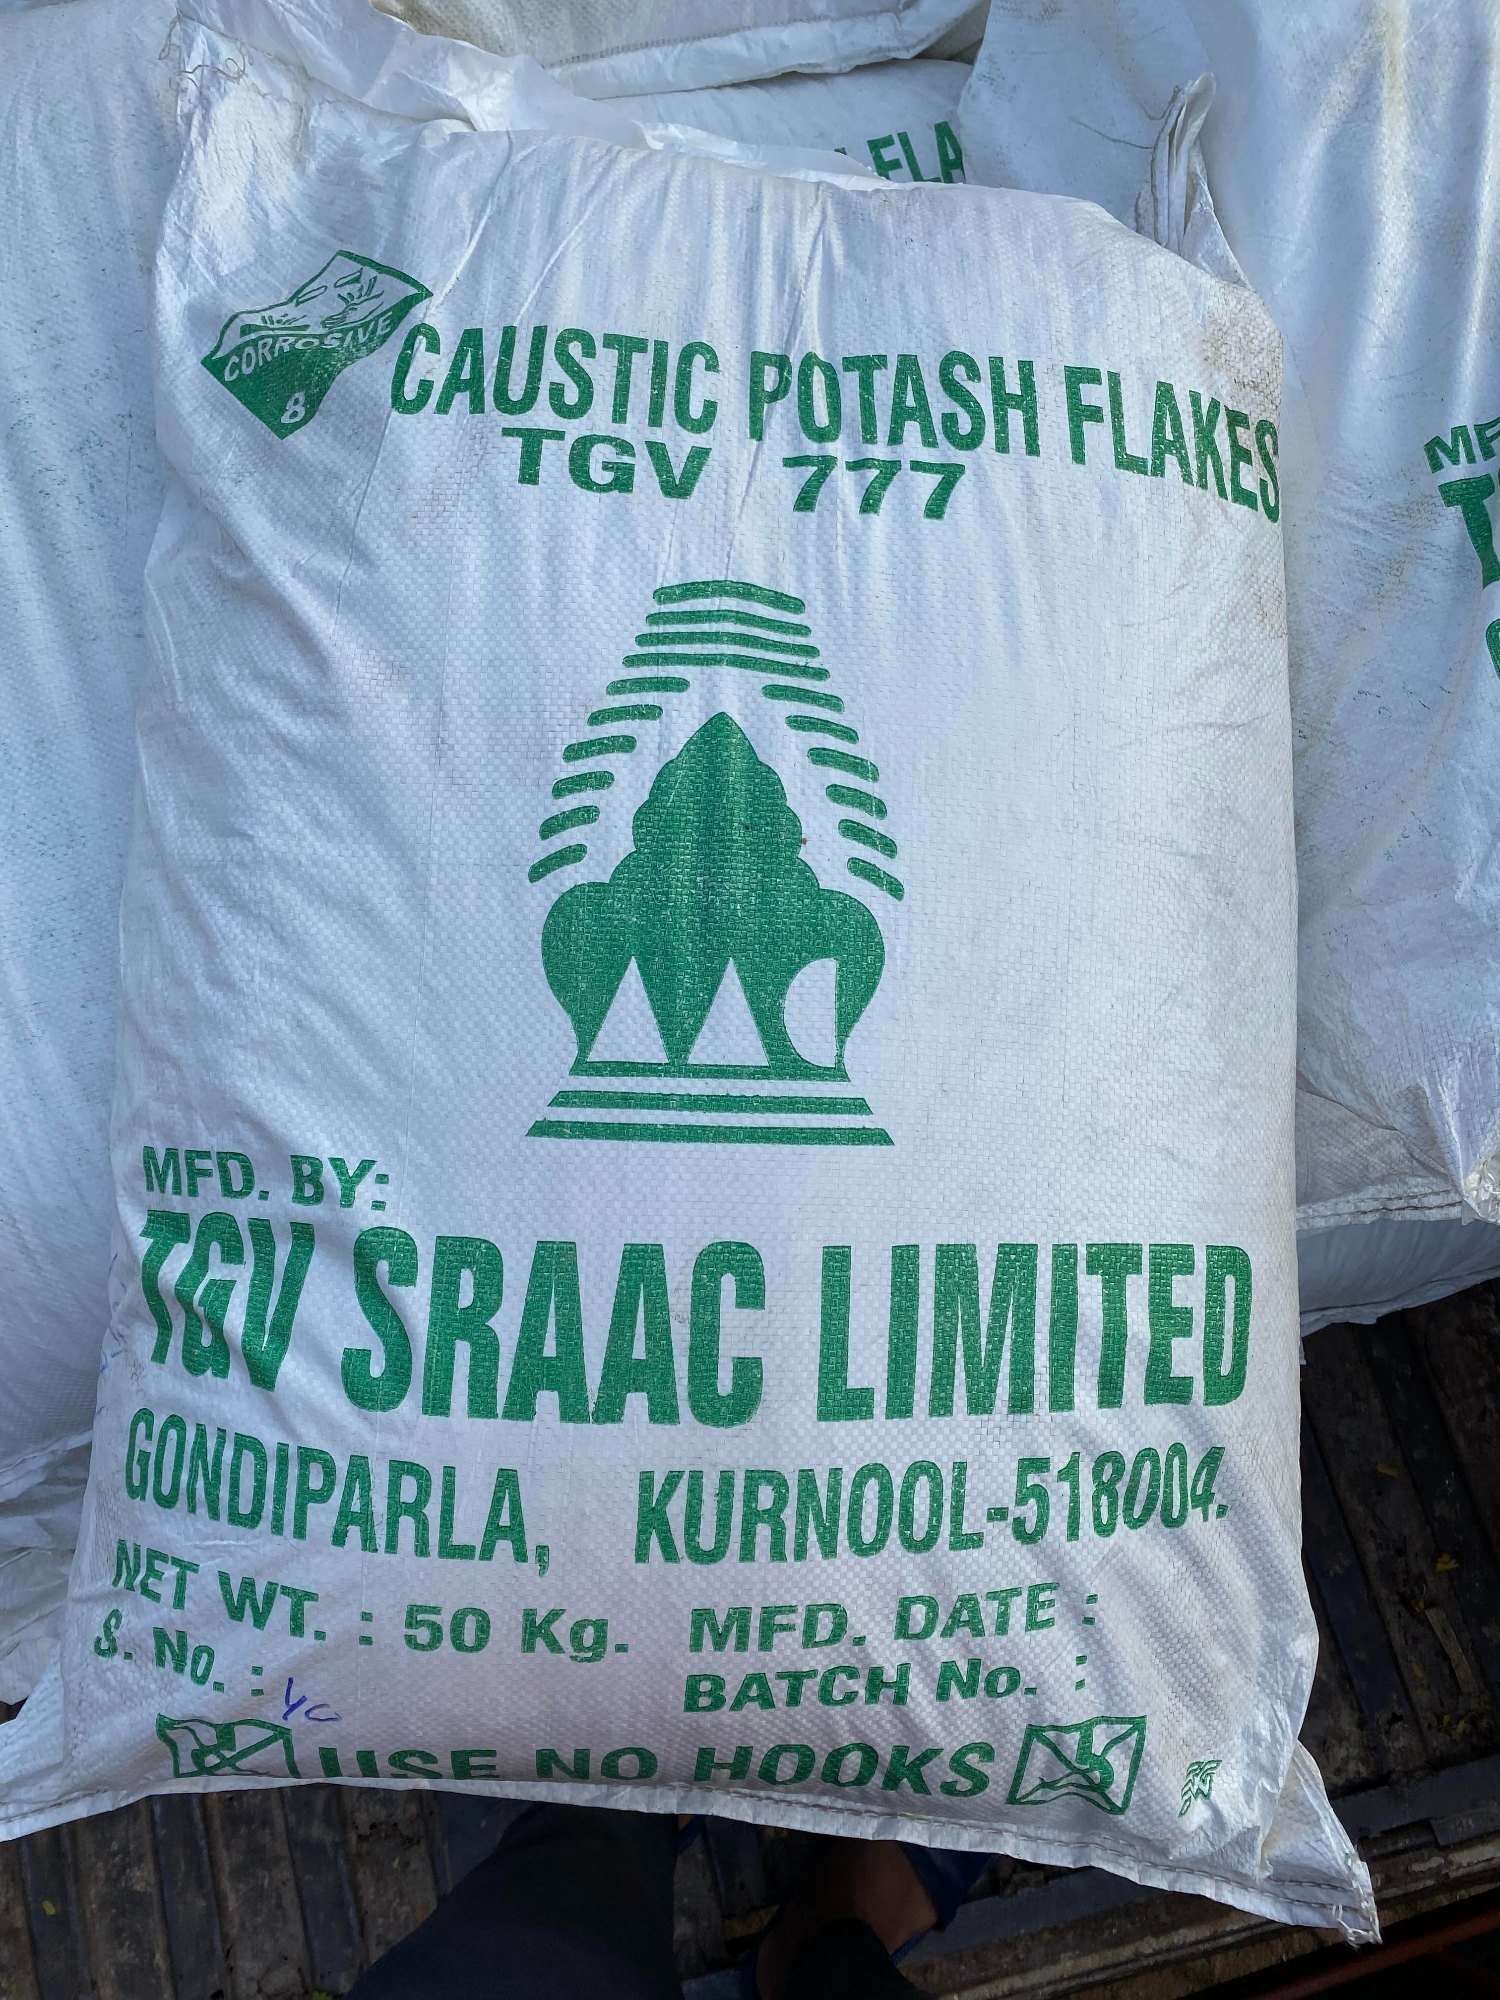 FLA
CORROSIVE
8
CAUSTIC POTASH FLAKES
TGV 777
MFD. BY:
TGV SRAAC LIMITED
GONDIPARLA, KURNOOL-518004.
NET WT. : 50 Kg. MFD. DATE :
S. No. : BATCH No. :
USE NO HOOKS